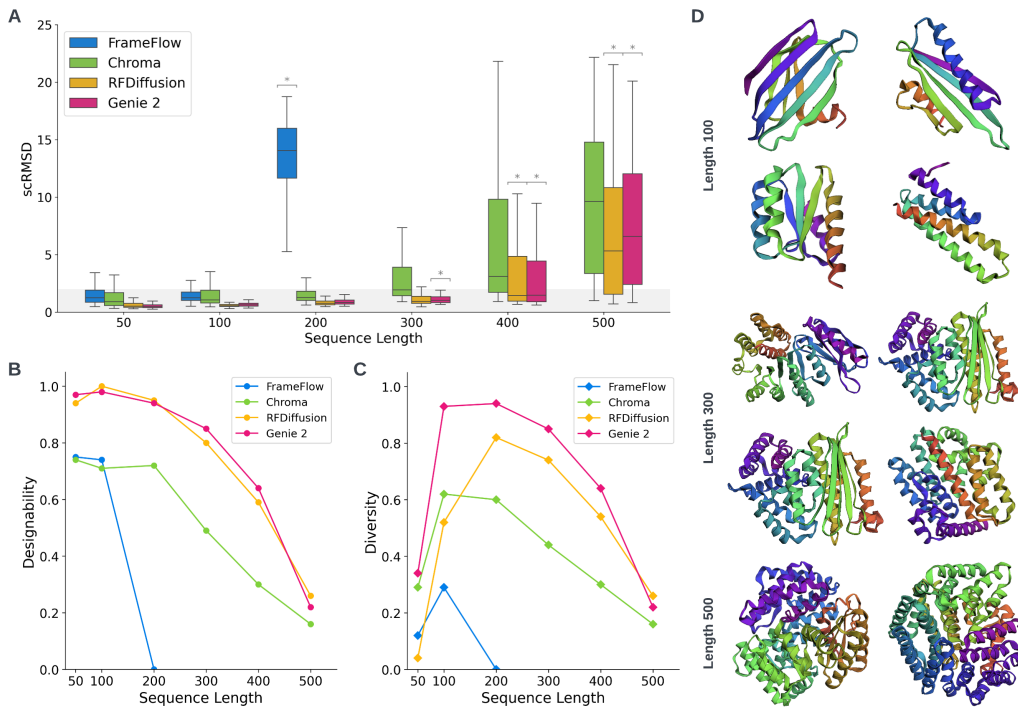 A
25
20
15
10
5
0
scRMSD
FrameFlow
Chroma
RFDiffusion
Genie 2
*
*
* *
* *
50 100 200 300 400 500
Sequence Length
B
1.0
0.8
0.6
0.4
0.2
0.0
Designability
FrameFlow
Chroma
RFDiffusion
Genie 2
50 100 200 300 400 500
Sequence Length
C
1.0
0.8
0.6
0.4
0.2
0.0
Diversity
FrameFlow
Chroma
RFDiffusion
Genie 2
50 100 200 300 400 500
Sequence Length
D
Length 100
Length 300
Length 500